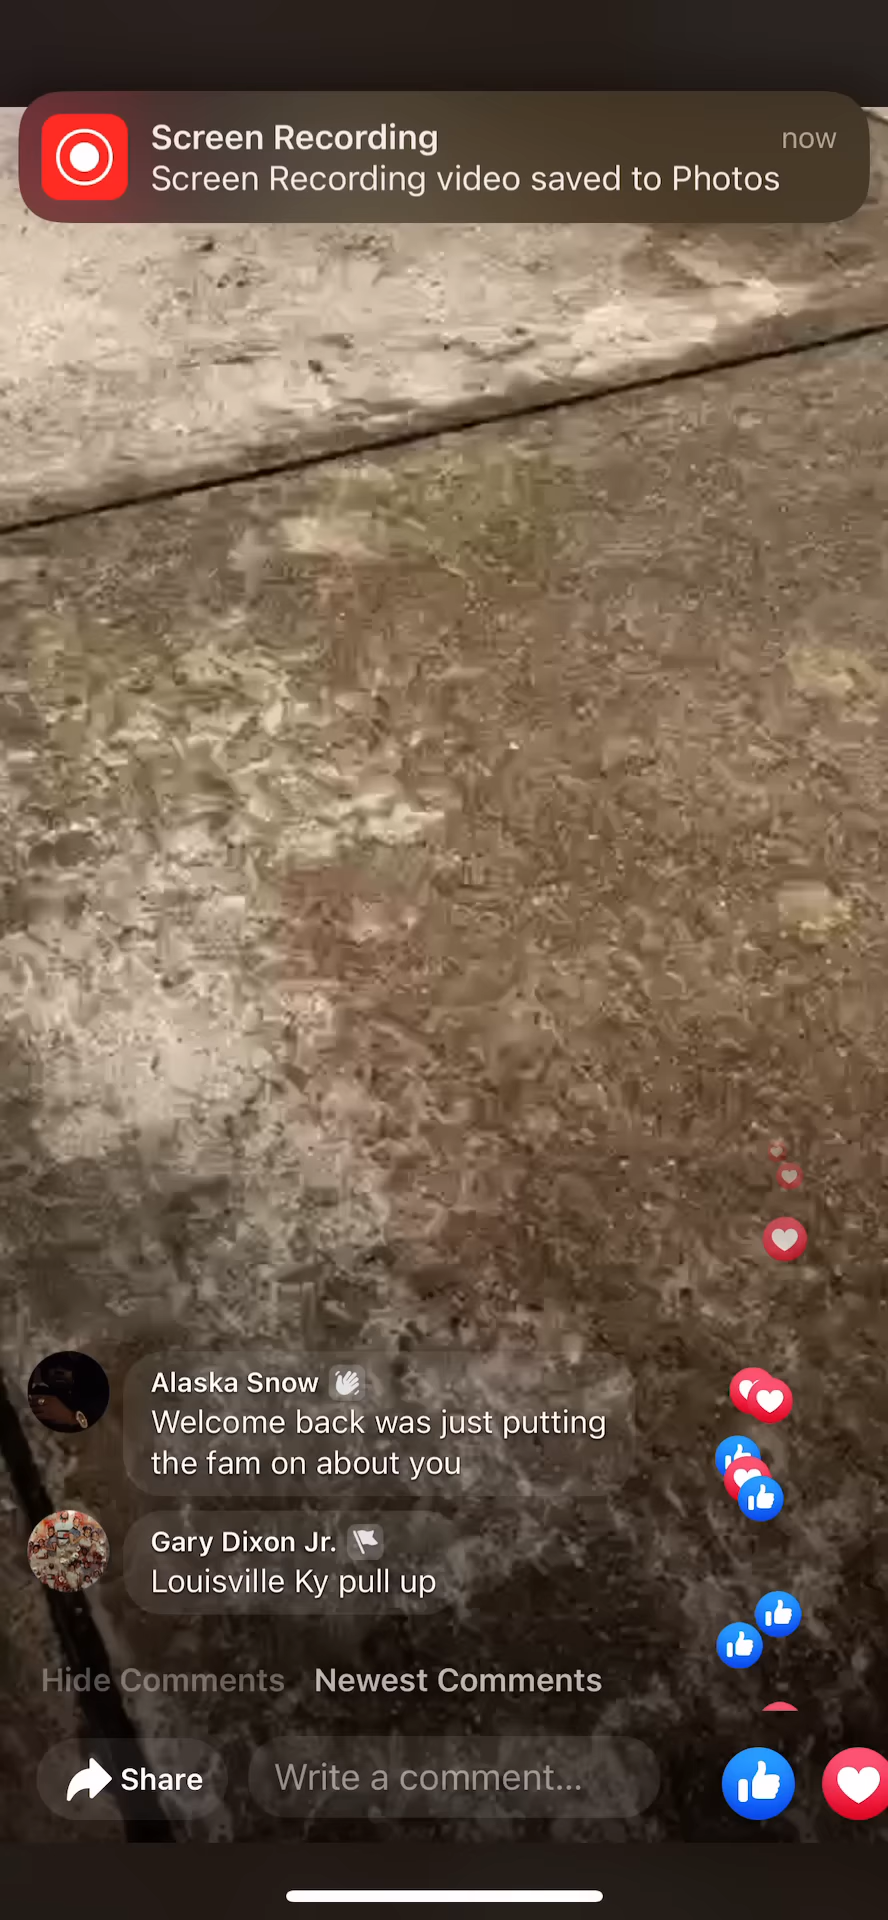 Screen Recording
now
Screen Recording video saved to Photos
Alaska Snow
Welcome back was just putting
the fam on about you
Gary Dixon Jr.
Louisville Ky pull up
Hide Comments
Newest Comments
Share
Write a comment...